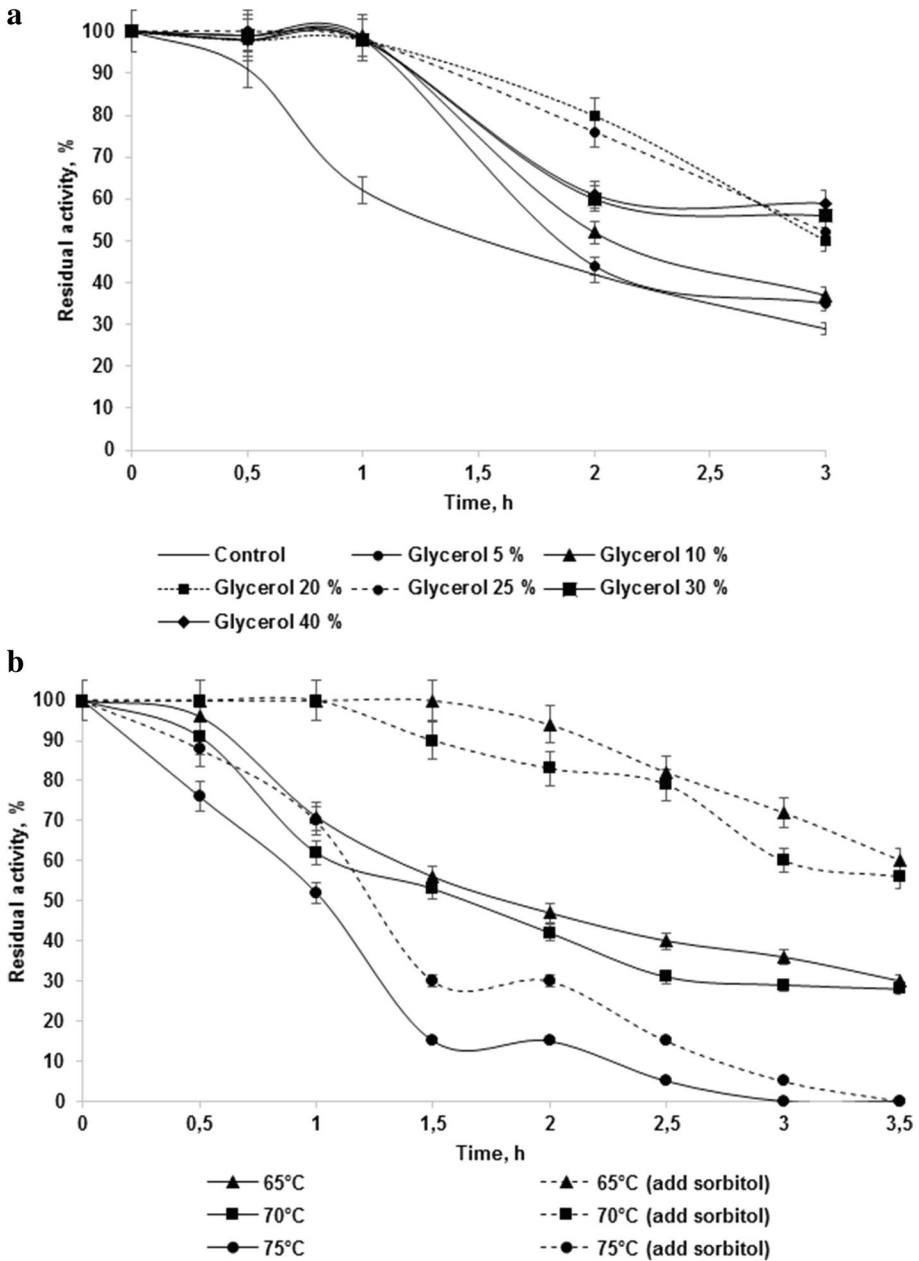 a
Residual activity, %
100
90
80
70
60
50
40
30
20
10
0
0 0,5 1 1,5 2 2,5 3
Time, h
Control Glycerol 5 % Glycerol 10 %
Glycerol 20 % Glycerol 25 % Glycerol 30 %
Glycerol 40 %
b
Residual activity, %
100
90
80
70
60
50
40
30
20
10
0
0 0,5 1 1,5 2 2,5 3 3,5
Time, h
65°C 65°C (add sorbitol)
70°C 70°C (add sorbitol)
75°C 75°C (add sorbitol)